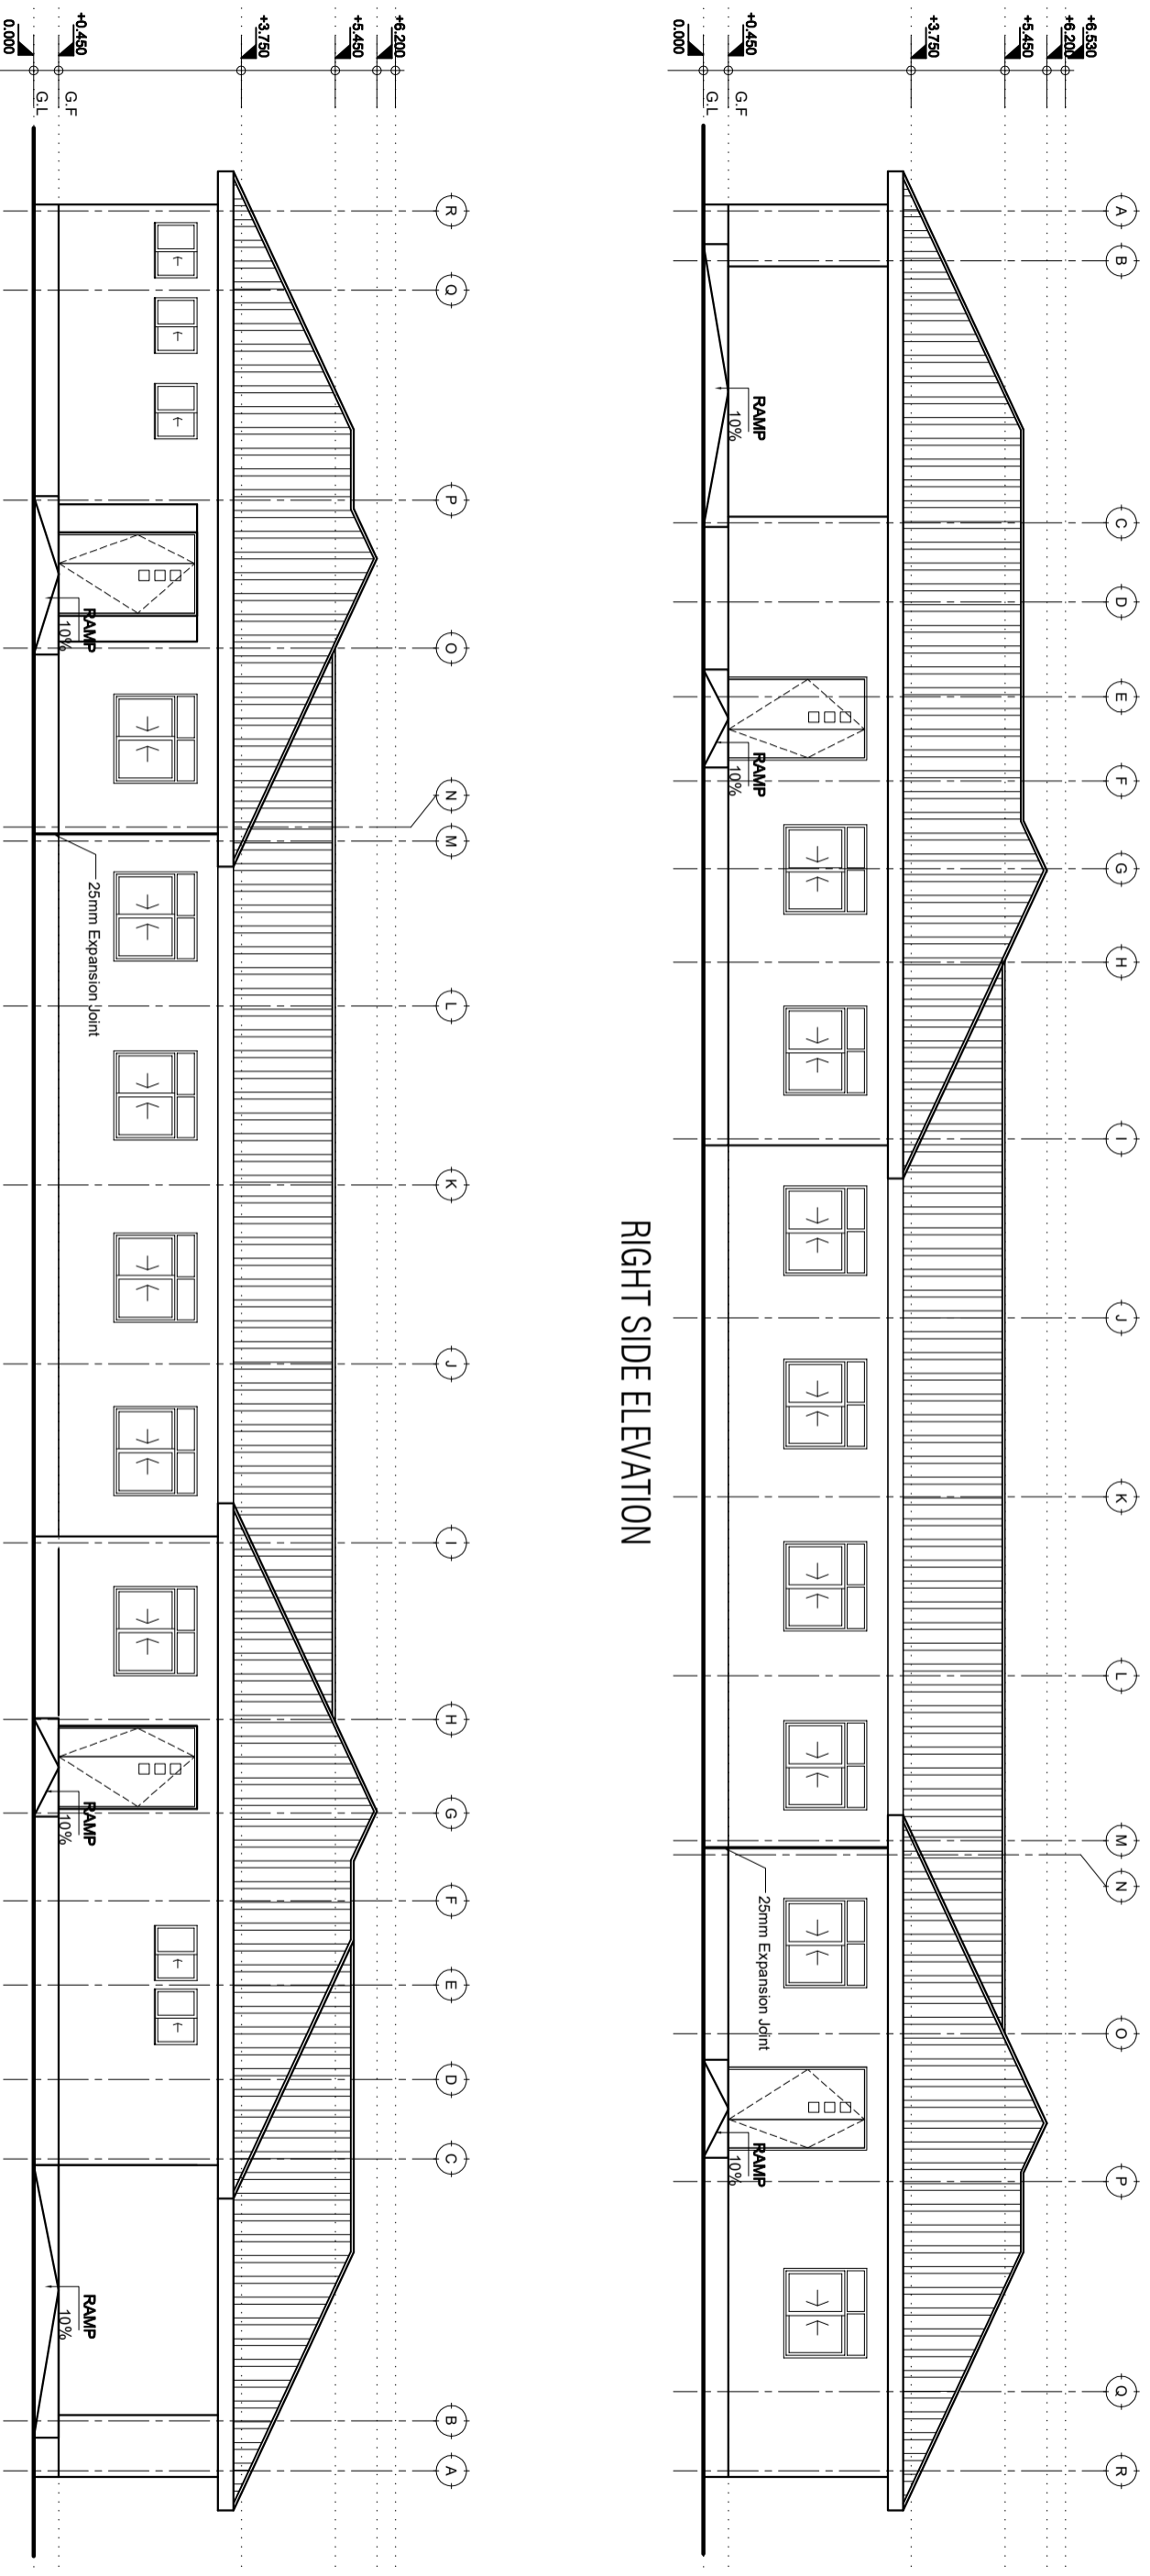 A
B
C
D
E
F
G
H
I
J
K
L
M
N
O
P
Q
R
+6.530
+6.200
+5.450
+3.750
+0.450
0.000
G.F
G.L
RAMP
10%
RAMP
10%
25mm Expansion Joint
RAMP
10%
RIGHT SIDE ELEVATION
R
Q
P
O
N
M
L
K
J
I
H
G
F
E
D
C
B
A
+6.200
+5.450
+3.750
+0.450
0.000
G.F
G.L
RAMP
10%
25mm Expansion Joint
RAMP
10%
RAMP
10%